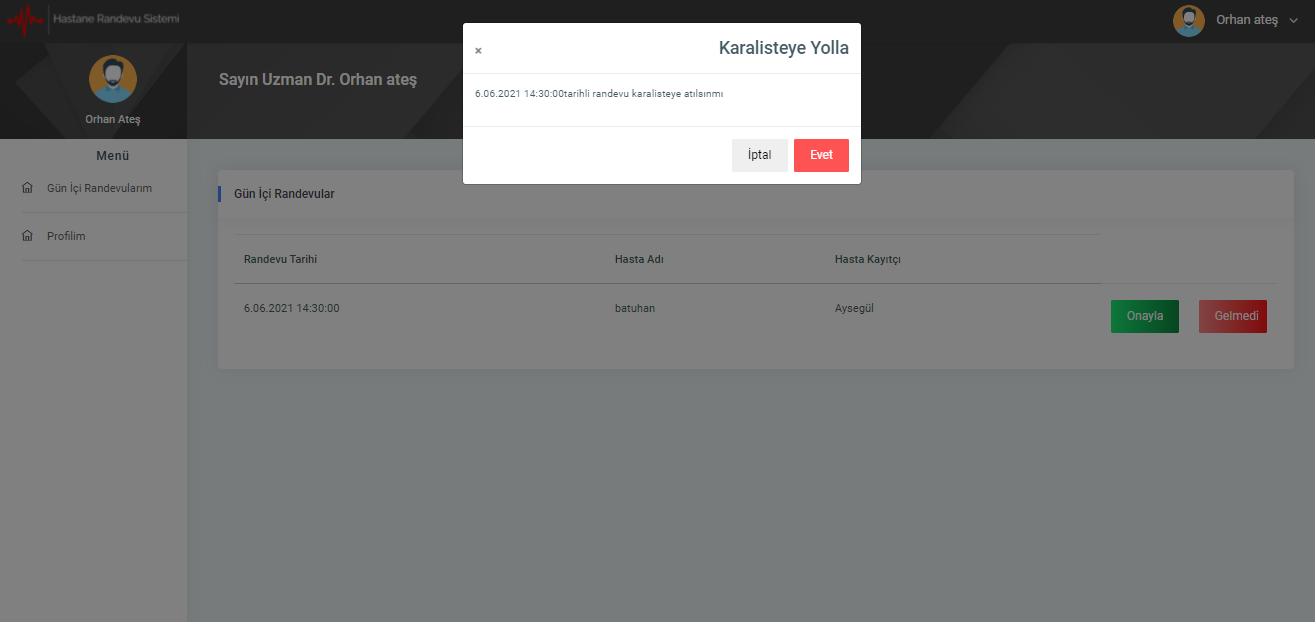 Hastane Randevu Sistemi
Orhan ateş
Orhan Ateş
Sayın Uzman Dr. Orhan ateş
×
Karalisteye Yolla
6.06.2021 14:30:00tarihli randevu karalisteye atılsınmı
İptal
Evet
Menü
Gün İçi Randevularım
Profilim
Gün İçi Randevular
Randevu Tarihi
Hasta Adı
Hasta Kayıtçı
6.06.2021 14:30:00
batuhan
Aysegül
Onayla
Gelmedi